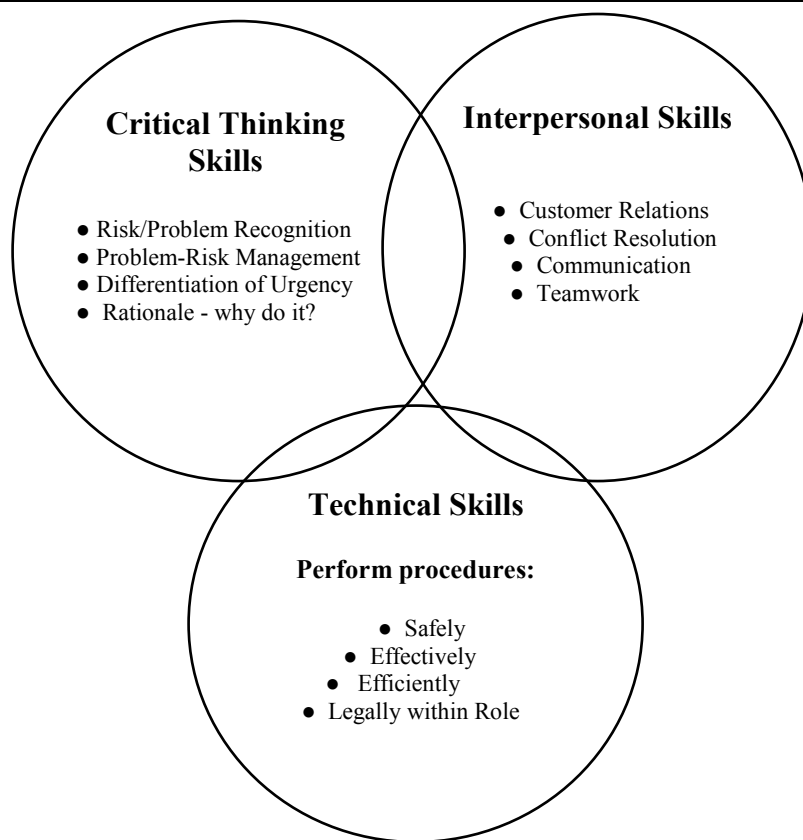 Critical Thinking
Skills
● Risk/Problem Recognition
● Problem-Risk Management
● Differentiation of Urgency
● Rationale - why do it?
Interpersonal Skills
● Customer Relations
● Conflict Resolution
● Communication
● Teamwork
Technical Skills
Perform procedures:
● Safely
● Effectively
● Efficiently
● Legally within Role